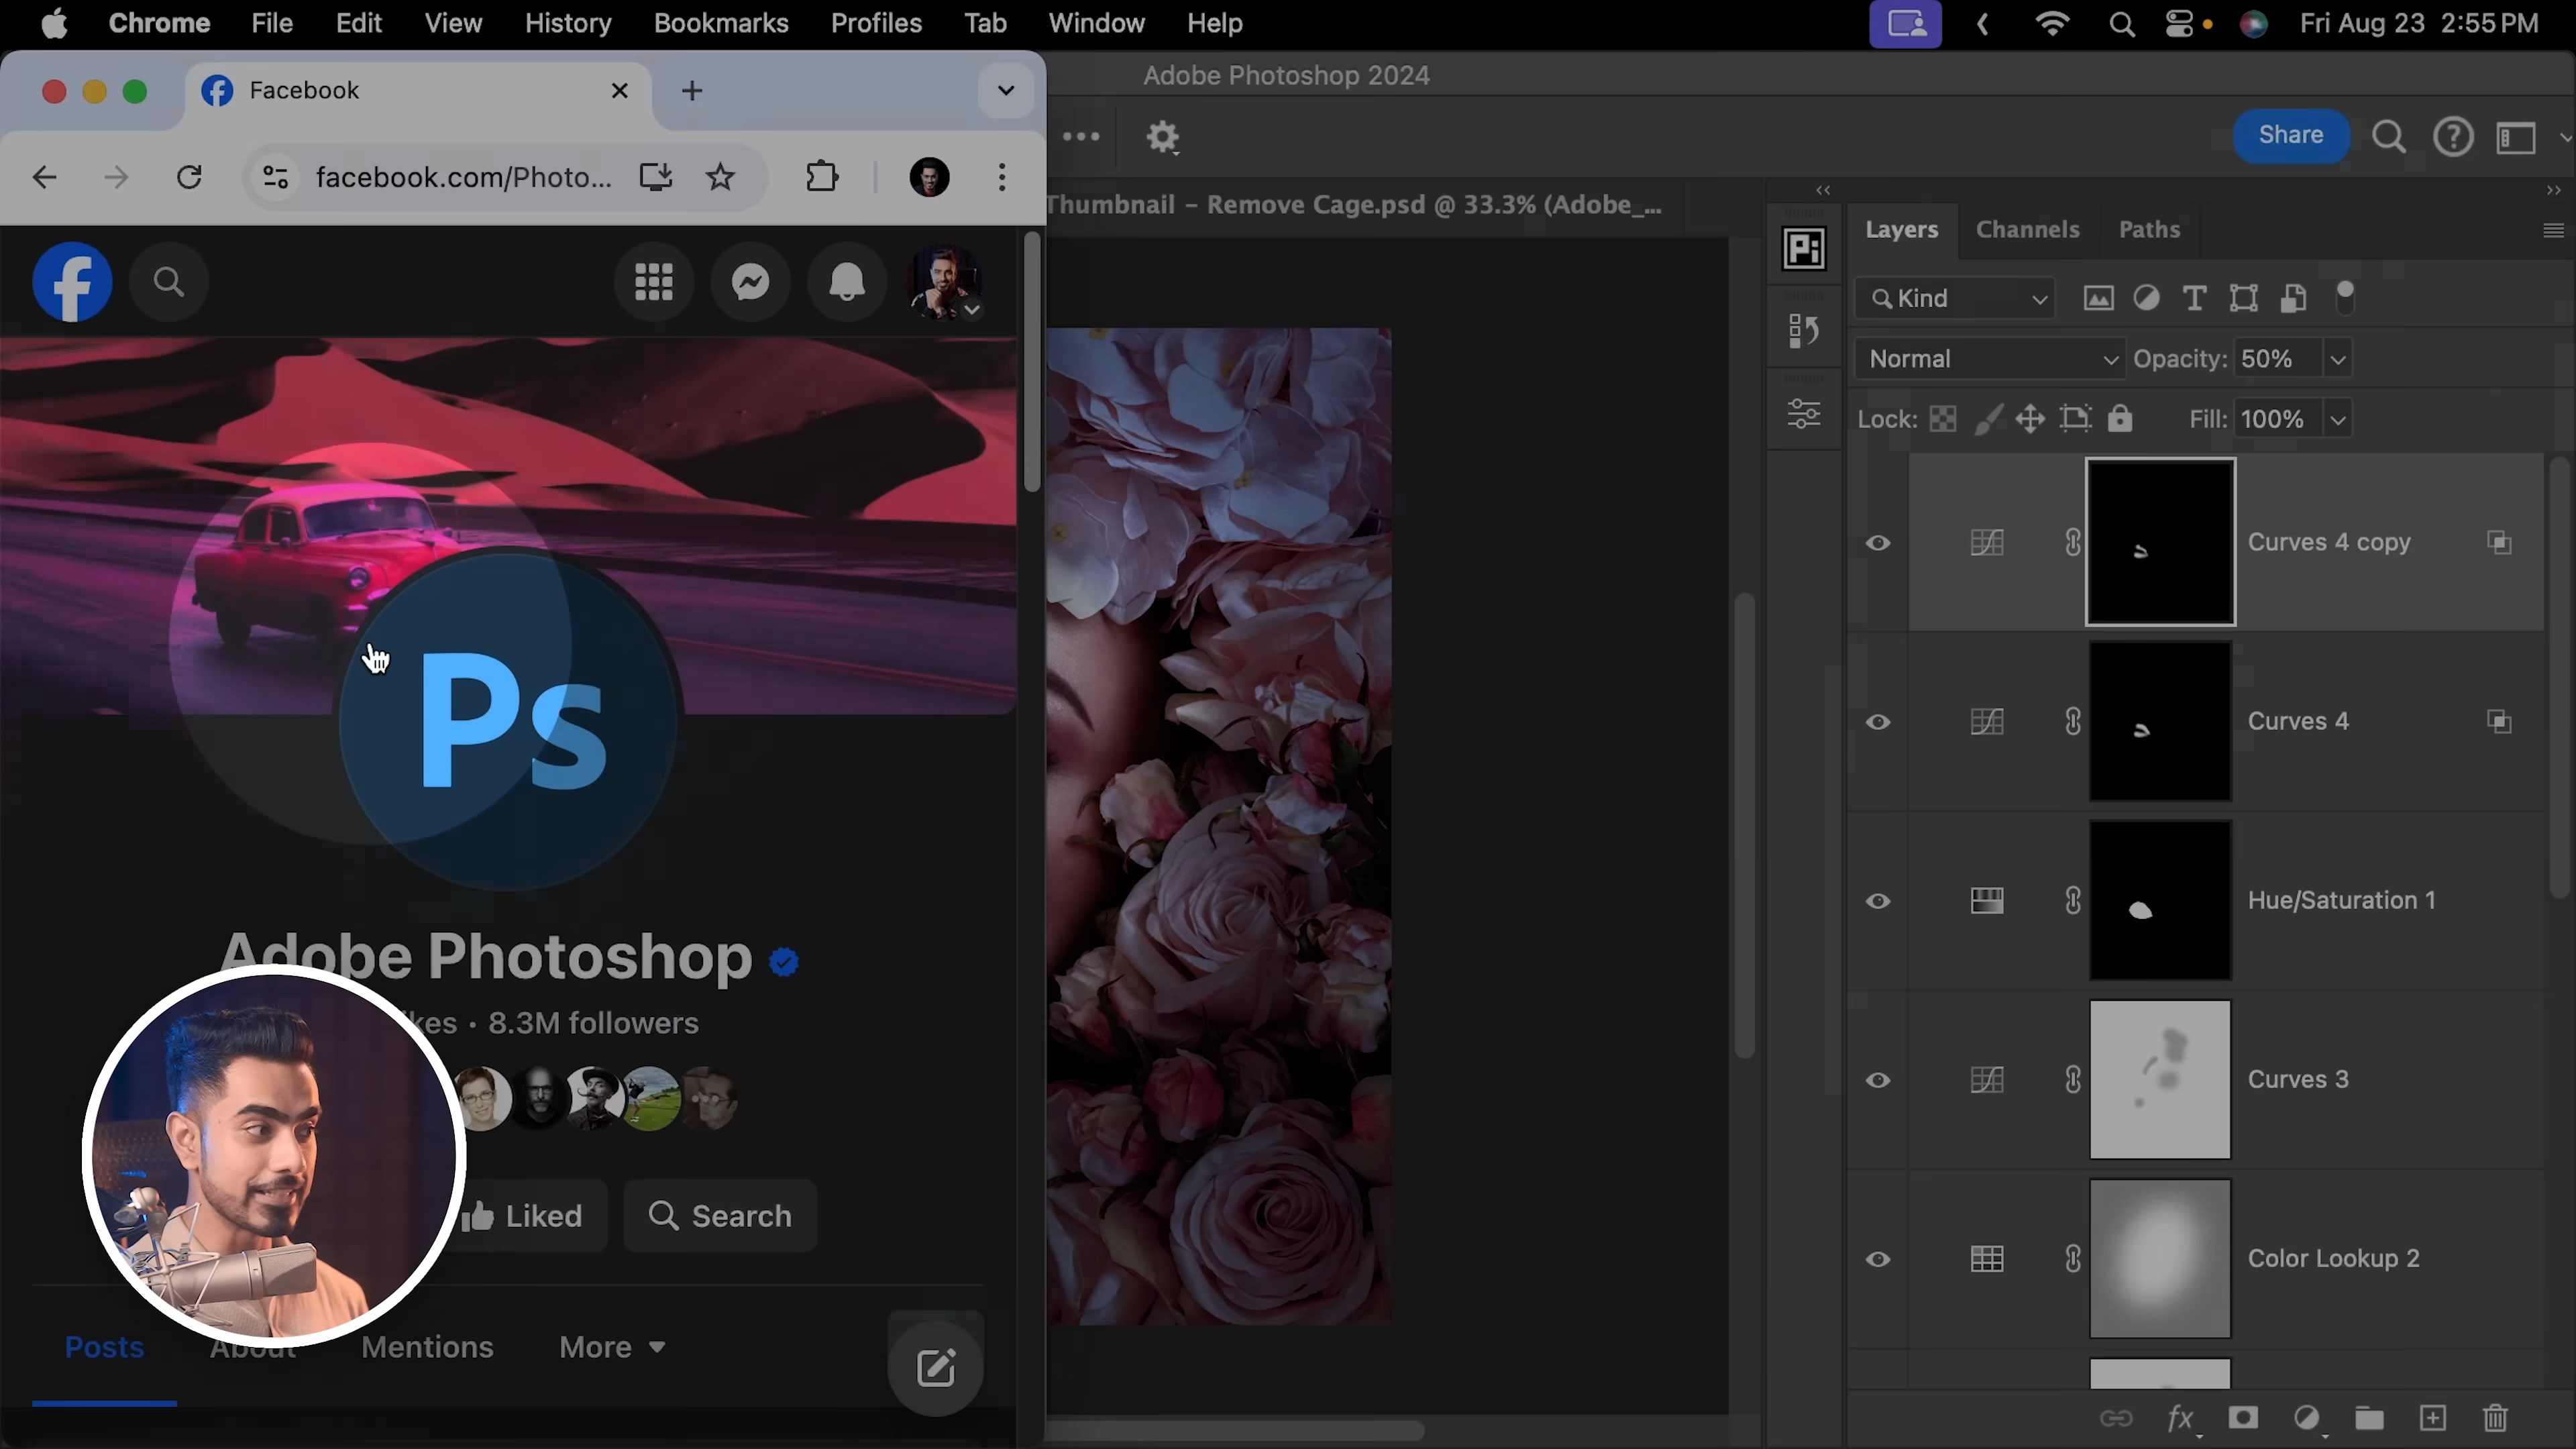 Chrome File Edit View History Bookmarks Profiles Tab Window Help
Fri Aug 23 2:55 PM
Facebook
Adobe Photoshop 2024
facebook.com/Photo...
Share
Thumbnail – Remove Cage.psd @ 33.3% (Adobe_...
Layers Channels Paths
Kind
Normal Opacity: 50%
Lock: Fill: 100%
Ps
Curves 4 copy
Curves 4
Hue/Saturation 1
Curves 3
Color Lookup 2
Adobe Photoshop
8.3M followers
Liked Search
Posts About Mentions More
fx